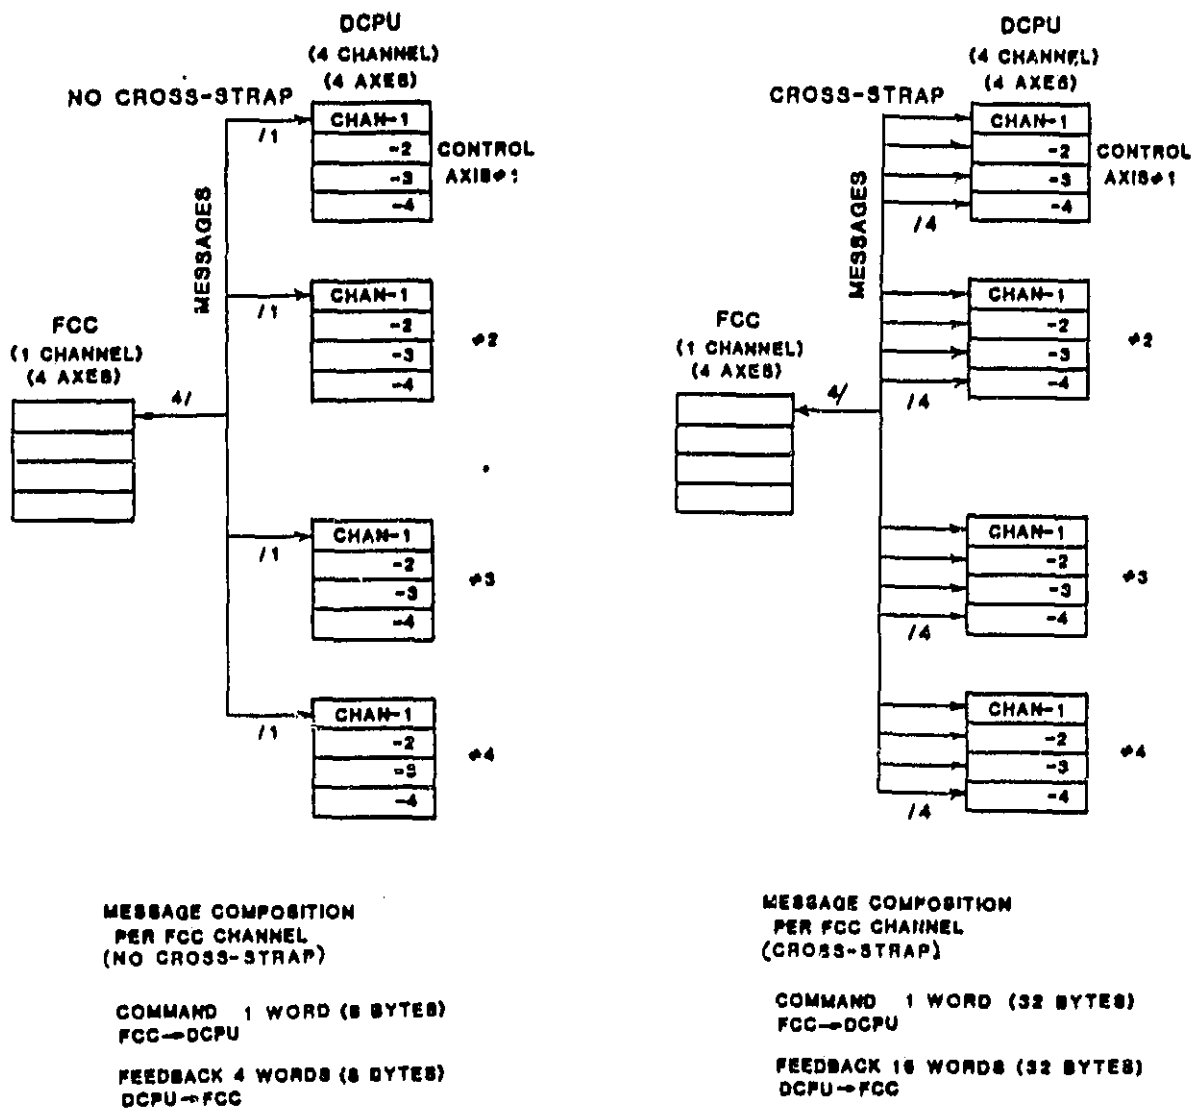 DCPU
(4 CHANNEL)
(4 AXES)
NO CROSS-STRAP
CHAN-1
-2
-3
-4
CONTROL
AXIS#1
/1
MESSAGES
CHAN-1
-2
-3
-4
#2
/1
FCC
(1 CHANNEL)
(4 AXES)
4/
CHAN-1
-2
-3
-4
#3
/1
CHAN-1
-2
-3
-4
#4
/1
MESSAGE COMPOSITION
PER FCC CHANNEL
(NO CROSS-STRAP)
COMMAND 1 WORD (8 BYTES)
FCC→DCPU
FEEDBACK 4 WORDS (8 BYTES)
DCPU→FCC
DCPU
(4 CHANNEL)
(4 AXES)
CROSS-STRAP
CHAN-1
-2
-3
-4
CONTROL
AXIS#1
/4
MESSAGES
CHAN-1
-2
-3
-4
#2
/4
FCC
(1 CHANNEL)
(4 AXES)
4/
CHAN-1
-2
-3
-4
#3
/4
CHAN-1
-2
-3
-4
#4
/4
MESSAGE COMPOSITION
PER FCC CHANNEL
(CROSS-STRAP)
COMMAND 1 WORD (32 BYTES)
FCC→DCPU
FEEDBACK 16 WORDS (32 BYTES)
DCPU→FCC